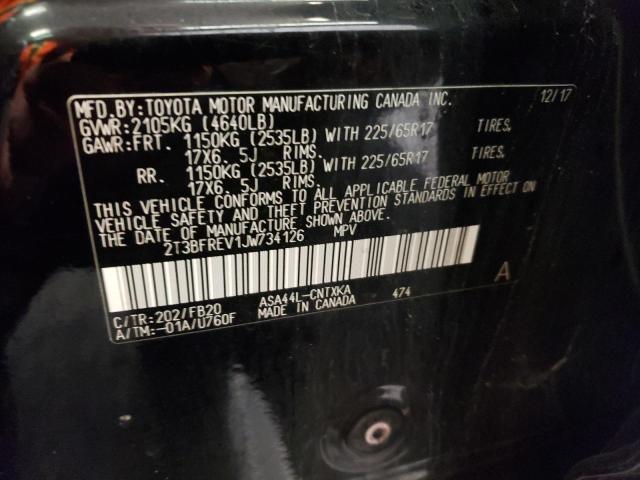 MFD.BY:TOYOTA MOTOR MANUFACTURING CANADA INC. 12/17
GVWR:2105KG (4640LB)
GAWR:FRT. 1150KG (2535LB) WITH 225/65R17 TIRES.
17X6.5J RIMS.
RR. 1150KG (2535LB) WITH 225/65R17 TIRES.
17X6.5J RIMS.
THIS VEHICLE CONFORMS TO ALL APPLICABLE FEDERAL MOTOR
VEHICLE SAFETY AND THEFT PREVENTION STANDARDS IN EFFECT ON
THE DATE OF MANUFACTURE SHOWN ABOVE.
2T3BFREV1JW734126 MPV
A
C/TR:202/FB20 ASA44L-CNTXKA 474
A/TM:-01A/U760F MADE IN CANADA